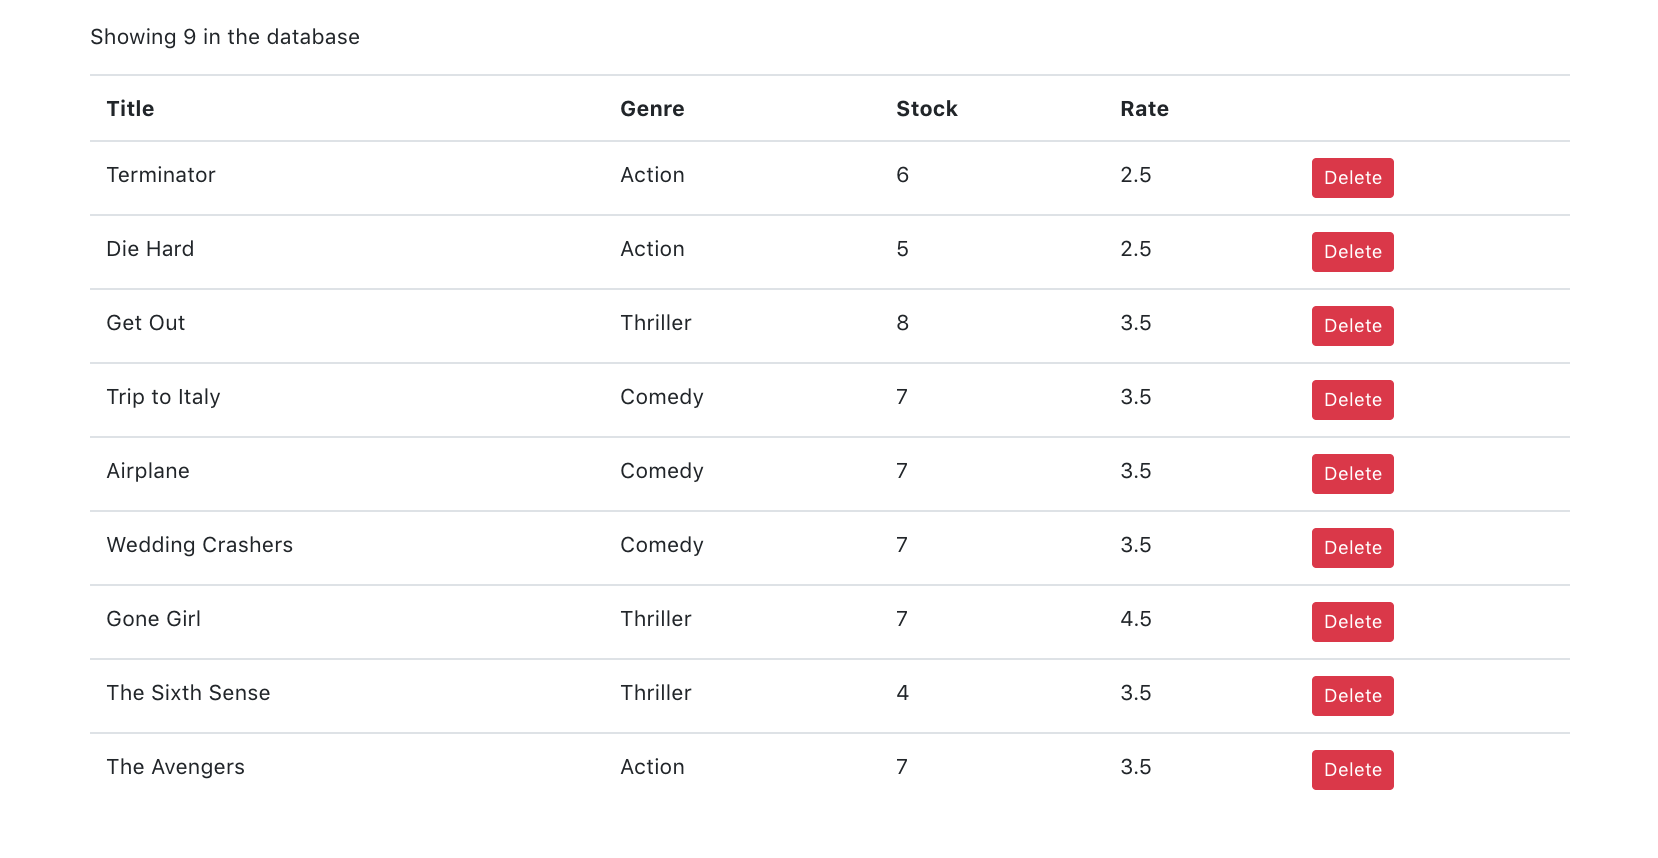 Showing 9 in the database
Title Genre Stock Rate
Terminator Action 6 2.5 Delete
Die Hard Action 5 2.5 Delete
Get Out Thriller 8 3.5 Delete
Trip to Italy Comedy 7 3.5 Delete
Airplane Comedy 7 3.5 Delete
Wedding Crashers Comedy 7 3.5 Delete
Gone Girl Thriller 7 4.5 Delete
The Sixth Sense Thriller 4 3.5 Delete
The Avengers Action 7 3.5 Delete